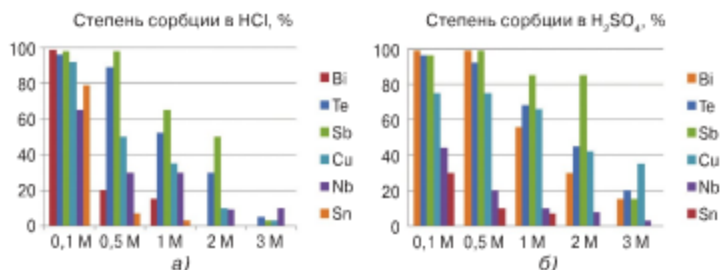 Степень сорбции в HCl, %
100
80
60
40
20
0
0,1 M 0,5 M 1 M 2 M 3 M
Bi
Te
Sb
Cu
Nb
Sn
а)
Степень сорбции в H₂SO₄, %
100
80
60
40
20
0
0,1 M 0,5 M 1 M 2 M 3 M
Bi
Te
Sb
Cu
Nb
Sn
б)